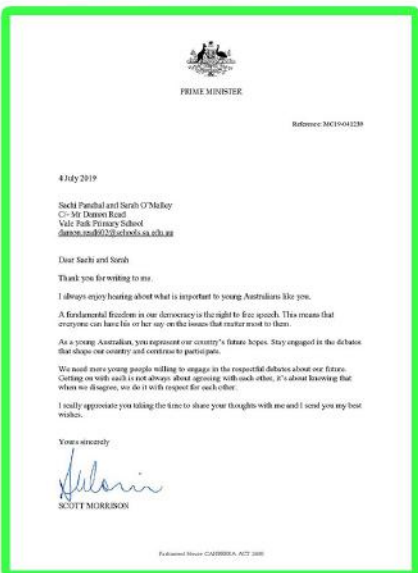 PRIME MINISTER
Reference: MC19-041239
4 July 2019
Sachi Panchal and Sarah O'Malley
C/- Mr Damon Read
Vale Park Primary School
damon.read602@schools.sa.edu.au
Dear Sachi and Sarah
Thank you for writing to me.
I always enjoy hearing about what is important to young Australians like you.
A fundamental freedom in our democracy is the right to free speech. This means that
everyone can have his or her say on the issues that matter most to them.
As a young Australian, you represent our country's future hopes. Stay engaged in the debates
that shape our country and continue to participate.
We need more young people willing to engage in the respectful debates about our future.
Getting on with each is not always about agreeing with each other, it's about knowing that
when we disagree, we do it with respect for each other.
I really appreciate you taking the time to share your thoughts with me and I send you my best
wishes.
Yours sincerely
SCOTT MORRISON
Parliament House CANBERRA ACT 2600